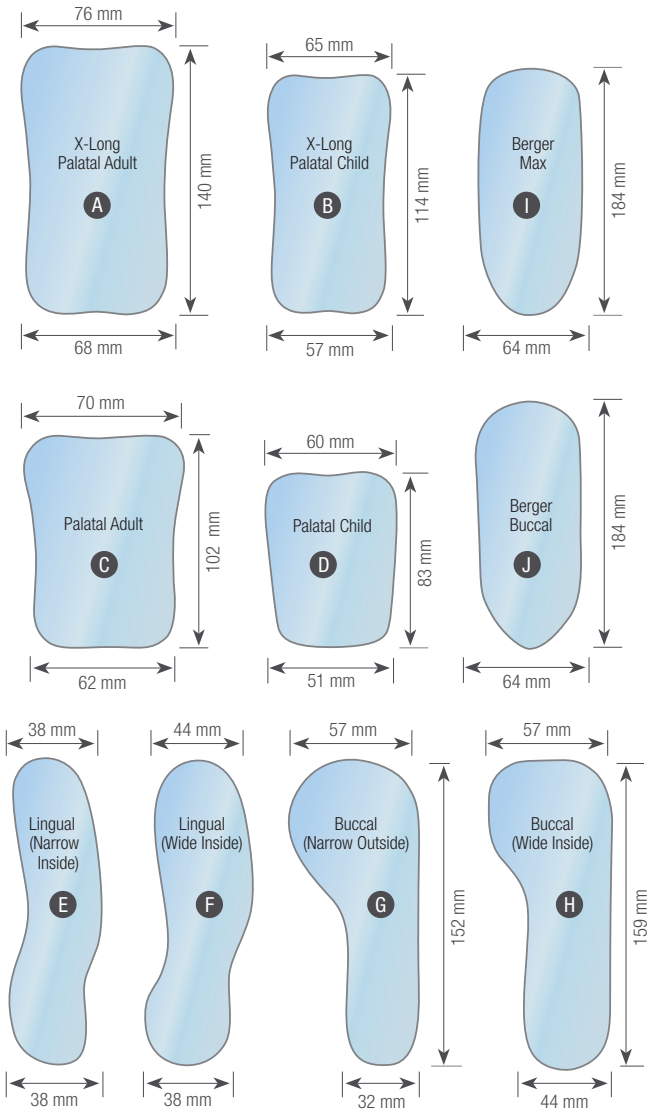 76 mm
X-Long
Palatal Adult
A
140 mm
68 mm
65 mm
X-Long
Palatal Child
B
114 mm
57 mm
Berger
Max
I
184 mm
64 mm
70 mm
Palatal Adult
C
102 mm
62 mm
60 mm
Palatal Child
D
83 mm
51 mm
Berger
Buccal
J
184 mm
64 mm
38 mm
Lingual
(Narrow
Inside)
E
38 mm
44 mm
Lingual
(Wide Inside)
F
38 mm
57 mm
Buccal
(Narrow Outside)
G
152 mm
32 mm
57 mm
Buccal
(Wide Inside)
H
159 mm
44 mm